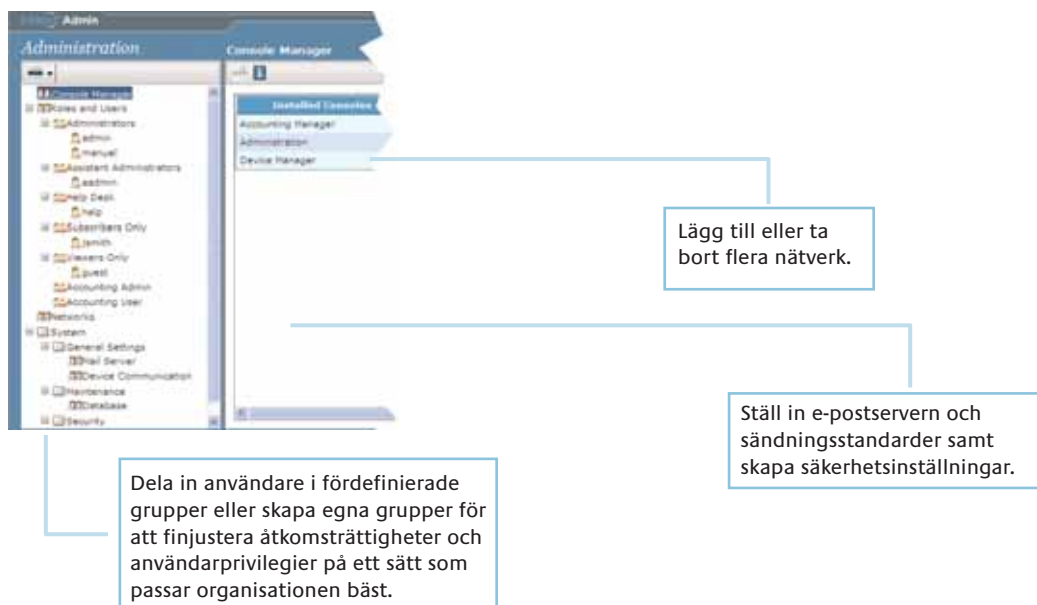 Admin
Administration
Console Manager
Console Manager
Roles and Users
Administrators
admin
manual
Assistant Administrators
aadmin
Help Desk
help
Subscribers Only
jsmith
Viewers Only
guest
Accounting Admin
Accounting User
Networks
System
General Settings
Mail Server
Device Communication
Maintenance
Database
Security
Installed Consoles
Accounting Manager
Administration
Device Manager
Lägg till eller ta
bort flera nätverk.
Ställ in e-postservern och
sändningsstandarder samt
skapa säkerhetsinställningar.
Dela in användare i fördefinierade
grupper eller skapa egna grupper för
att finjustera åtkomsträttigheter och
användarprivilegier på ett sätt som
passar organisationen bäst.